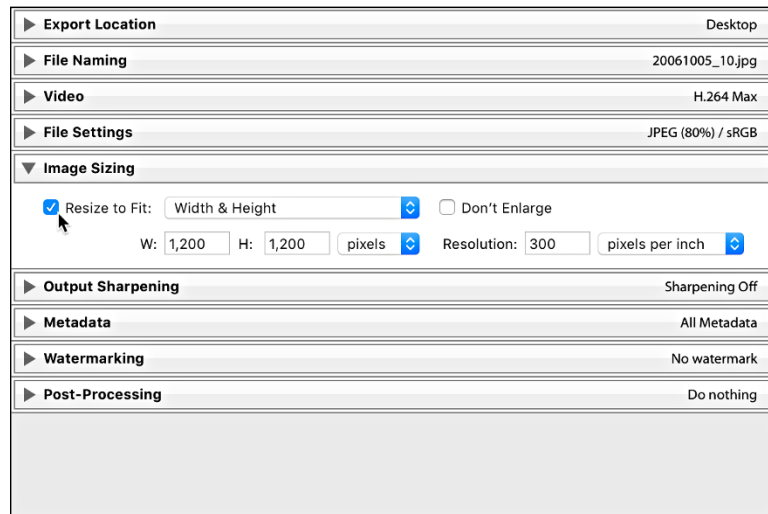 Export Location Desktop
File Naming 20061005_10.jpg
Video H.264 Max
File Settings JPEG (80%) / sRGB
Image Sizing
Resize to Fit: Width & Height Don't Enlarge
W: 1,200 H: 1,200 pixels Resolution: 300 pixels per inch
Output Sharpening Sharpening Off
Metadata All Metadata
Watermarking No watermark
Post-Processing Do nothing